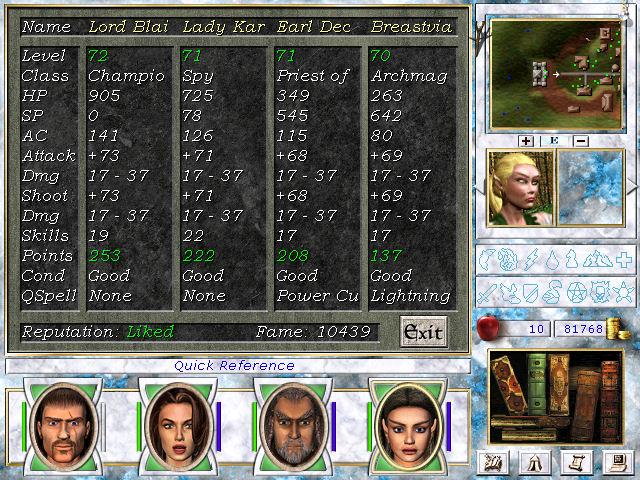 Name Lord Blai Lady Kar Earl Dec Breastvia
Level 72 71 71 70
Class Champio Spy Priest of Archmag
HP 905 725 349 263
SP 0 78 545 642
AC 141 126 115 80
Attack +73 +71 +68 +69
Dmg 17 - 37 17 - 37 17 - 37 17 - 37
Shoot +73 +71 +68 +69
Dmg 17 - 37 17 - 37 17 - 37 17 - 37
Skills 19 22 17 17
Points 253 222 208 137
Cond Good Good Good Good
QSpell None None Power Cu Lightning
Reputation: Liked Fame: 10439 Exit
Quick Reference
+ E -
10 81768